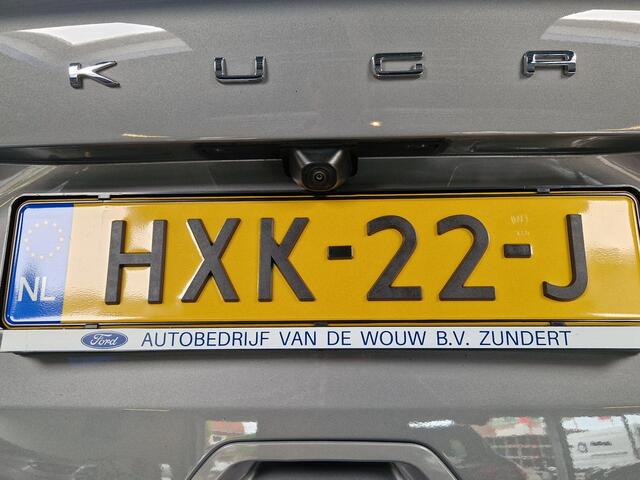 KUGA
NL HXK-22-J
Ford AUTOBEDRIJF VAN DE WOUW B.V. ZUNDERT